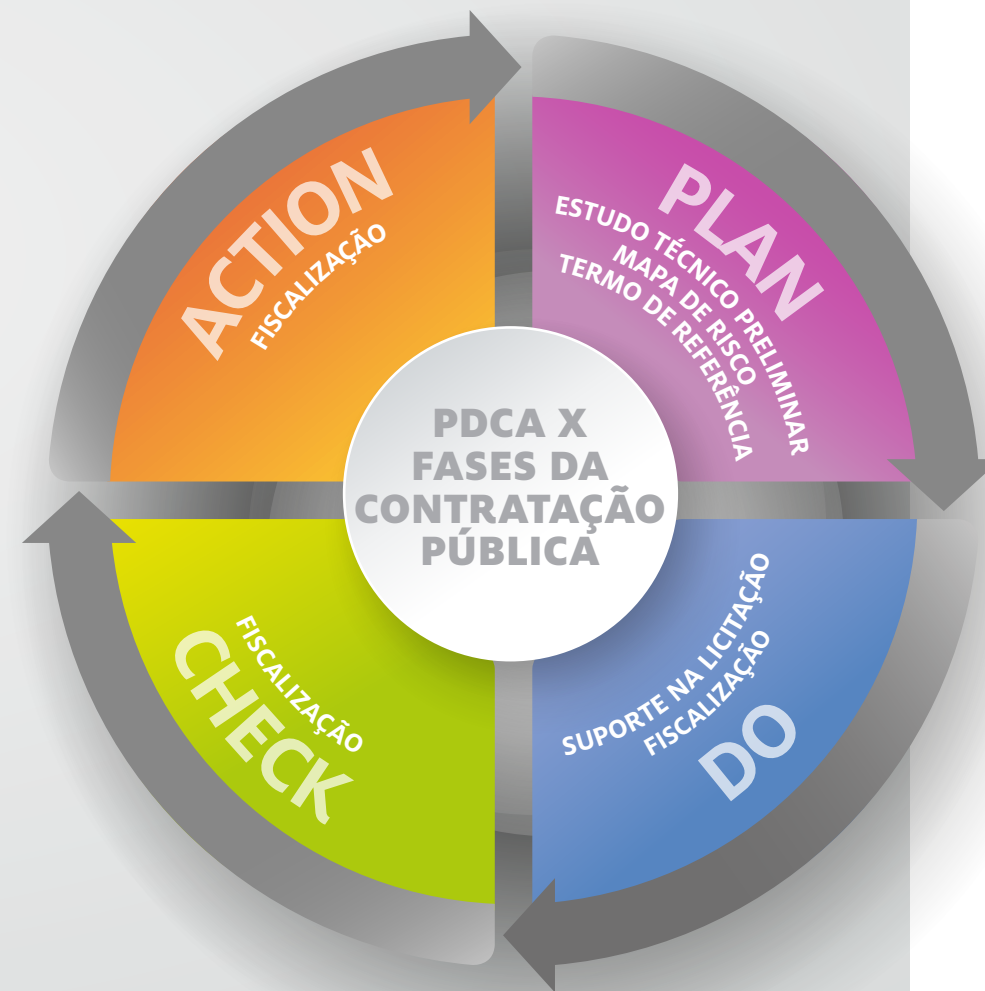 PDCA X
FASES DA
CONTRATAÇÃO
PÚBLICA
PLAN
ESTUDO TÉCNICO PRELIMINAR
MAPA DE RISCO
TERMO DE REFERÊNCIA
SUPORTE NA LICITAÇÃO
FISCALIZAÇÃO
DO
FISCALIZAÇÃO
CHECK
ACTION
FISCALIZAÇÃO